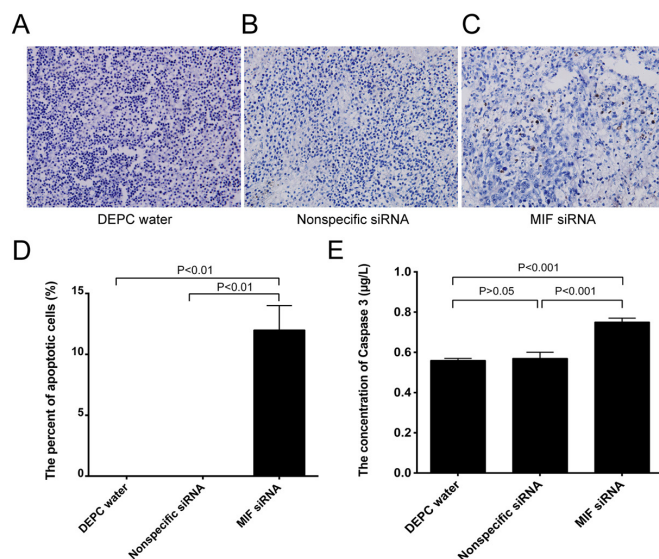 A
B
C
DEPC water
Nonspecific siRNA
MIF siRNA
D
E
P<0.01
P<0.01
The percent of apoptotic cells (%)
15
10
5
0
DEPC water
Nonspecific siRNA
MIF siRNA
P<0.001
P>0.05
P<0.001
The concentration of Caspase 3 (μg/L)
1.0
0.8
0.6
0.4
0.2
0.0
DEPC water
Nonspecific siRNA
MIF siRNA